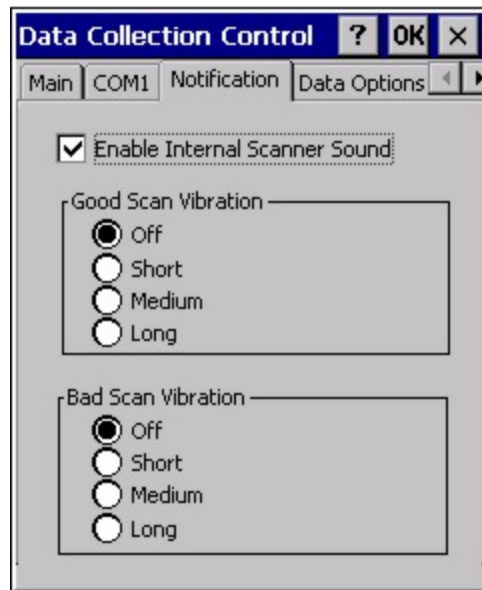 Data Collection Control ? OK ×
Main COM1 Notification Data Options
Enable Internal Scanner Sound
Good Scan Vibration
Off
Short
Medium
Long
Bad Scan Vibration
Off
Short
Medium
Long